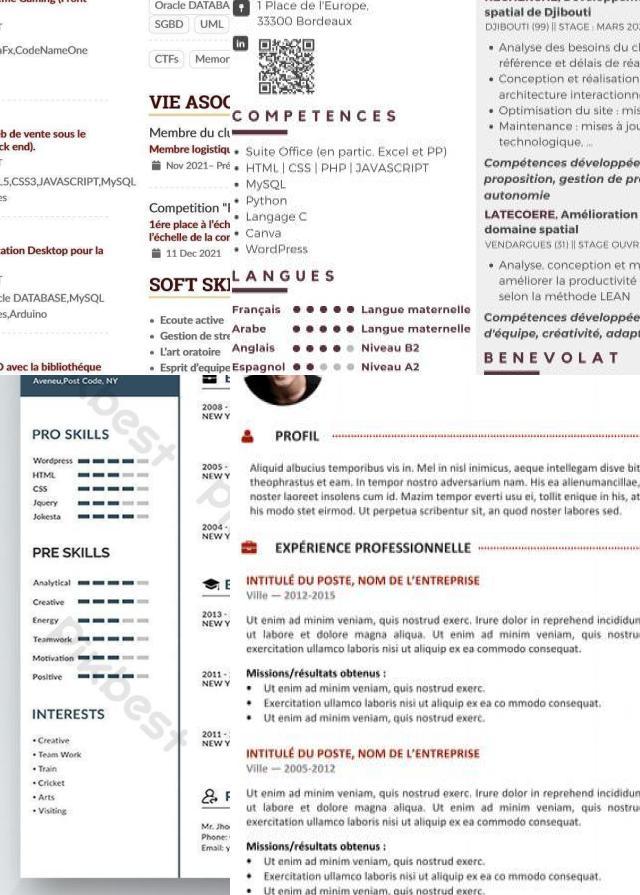 Oracle DATABA
SGBD UML
CTFs Memor
aFx,CodeNameOne
VIE ASOC
Membre du clu
Membre logistiqu
Nov 2021– Pré
eb de vente sous le
ck end).
L5,CSS3,JAVASCRIPT,MySQL
es
Competition "I
1ére place à l'éch
l'échelle de la cor
11 Dec 2021
ation Desktop pour la
cle DATABASE,MySQL
es,Arduino
SOFT SKI
• Ecoute active
• Gestion de stre
• L'art oratoire
• Esprit d'equipe
O avec la bibliothéque
1 Place de l'Europe,
33300 Bordeaux
in
COMPETENCES
• Suite Office (en partic. Excel et PP)
• HTML | CSS | PHP | JAVASCRIPT
• MySQL
• Python
• Langage C
• Canva
• WordPress
LANGUES
Français Langue maternelle
Arabe Langue maternelle
Anglais Niveau B2
Espagnol Niveau A2
spatial de Djibouti
DJIBOUTI (99) || STAGE : MARS 202
• Analyse des besoins du cl
référence et délais de réa
• Conception et réalisation
architecture interactionn
• Optimisation du site : mis
• Maintenance : mises à jou
technologique, ...
Compétences développée
proposition, gestion de pro
autonomie
LATECOERE, Amélioration
domaine spatial
VENDARGUES (31) || STAGE OUVR
• Analyse, conception et m
améliorer la productivité
selon la méthode LEAN
Compétences développée
d'équipe, créativité, adapt
BENEVOLAT
Aveneu,Post Code, NY
PRO SKILLS
Wordpress
HTML
CSS
Jquery
Jokesta
PRE SKILLS
Analytical
Creative
Energy
Teamwork
Motivation
Positive
INTERESTS
• Creative
• Team Work
• Train
• Cricket
• Arts
• Visiting
2008 -
NEW Y
2005 -
NEW Y
2004 -
NEW Y
E
2013 -
NEW Y
2011 -
NEW Y
2011 -
NEW Y
Mr. Jho
Phone:
Email: y
pikbest
PROFIL
Aliquid albucius temporibus vis in. Mel in nisl inimicus, aeque intellegam disve bit
theophrastus et eam. In tempor nostro adversarium nam. His ea alienumancillae,
noster laoreet insolens cum id. Mazim tempor everti usu ei, tollit enique in his, at
his modo stet eirmod. Ut perpetua scribentur sit, an quod noster labores sed.
EXPÉRIENCE PROFESSIONNELLE
INTITULÉ DU POSTE, NOM DE L'ENTREPRISE
Ville — 2012-2015
Ut enim ad minim veniam, quis nostrud exerc. Irure dolor in reprehend incididun
ut labore et dolore magna aliqua. Ut enim ad minim veniam, quis nostru
exercitation ullamco laboris nisi ut aliquip ex ea commodo consequat.
Missions/résultats obtenus :
• Ut enim ad minim veniam, quis nostrud exerc.
• Exercitation ullamco laboris nisi ut aliquip ex ea co mmodo consequat.
• Ut enim ad minim veniam, quis nostrud exerc.
INTITULÉ DU POSTE, NOM DE L'ENTREPRISE
Ville — 2005-2012
Ut enim ad minim veniam, quis nostrud exerc. Irure dolor in reprehend incididun
ut labore et dolore magna aliqua. Ut enim ad minim veniam, quis nostru
exercitation ullamco laboris nisi ut aliquip ex ea commodo consequat.
Missions/résultats obtenus :
• Ut enim ad minim veniam, quis nostrud exerc.
• Exercitation ullamco laboris nisi ut aliquip ex ea co mmodo consequat.
• Ut enim ad minim veniam, quis nostrud exerc.